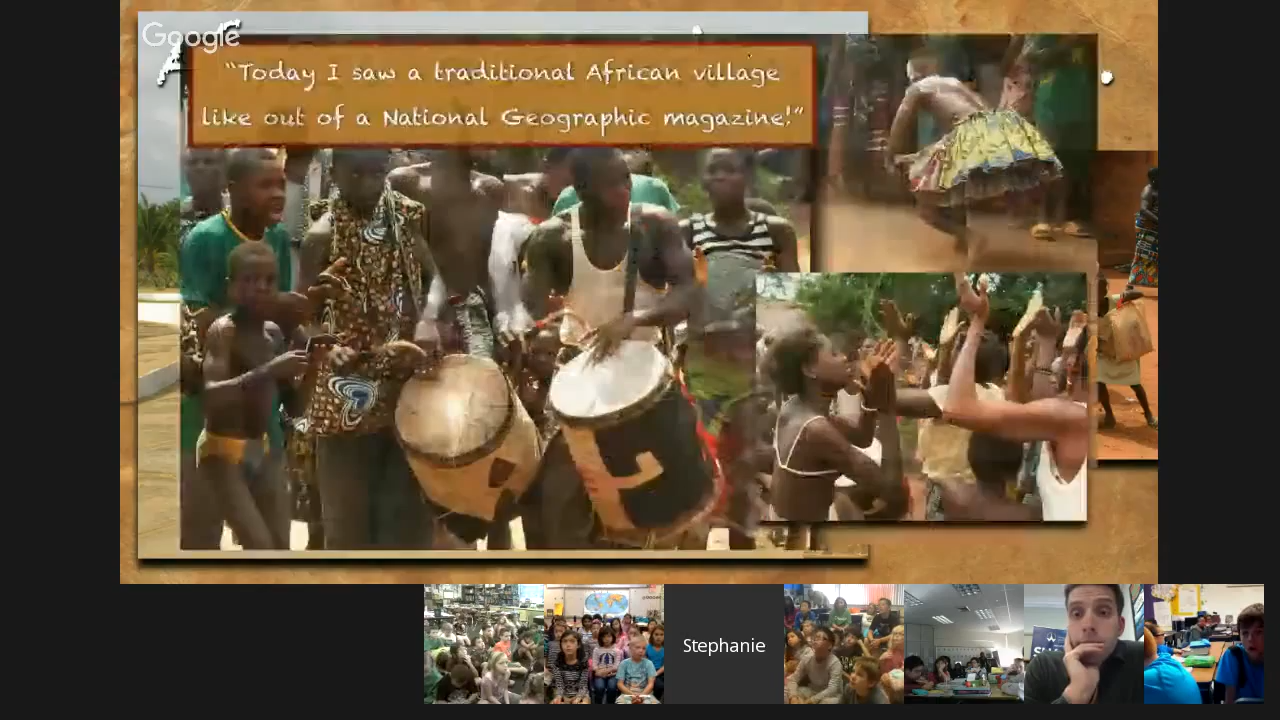 Google
“Today I saw a traditional African village
like out of a National Geographic magazine!”
Stephanie